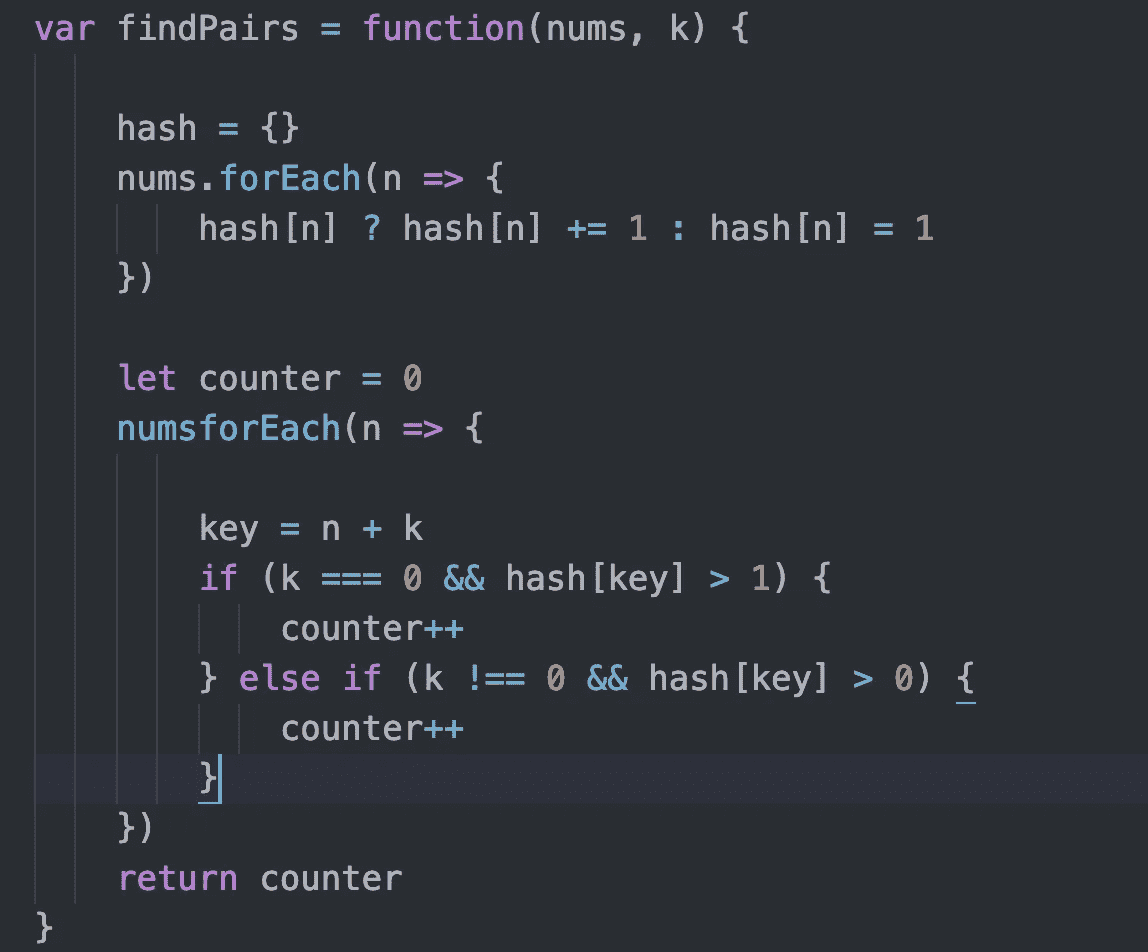 var findPairs = function(nums, k) {
hash = {}
nums.forEach(n => {
hash[n] ? hash[n] += 1 : hash[n] = 1
})
let counter = 0
numsforEach(n => {
key = n + k
if (k === 0 && hash[key] > 1) {
counter++
} else if (k !== 0 && hash[key] > 0) {
counter++
}
})
return counter
}